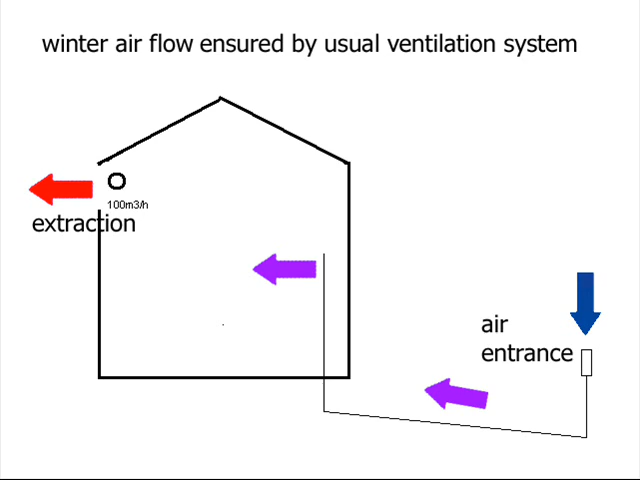 winter air flow ensured by usual ventilation system
100m3/h
extraction
air
entrance